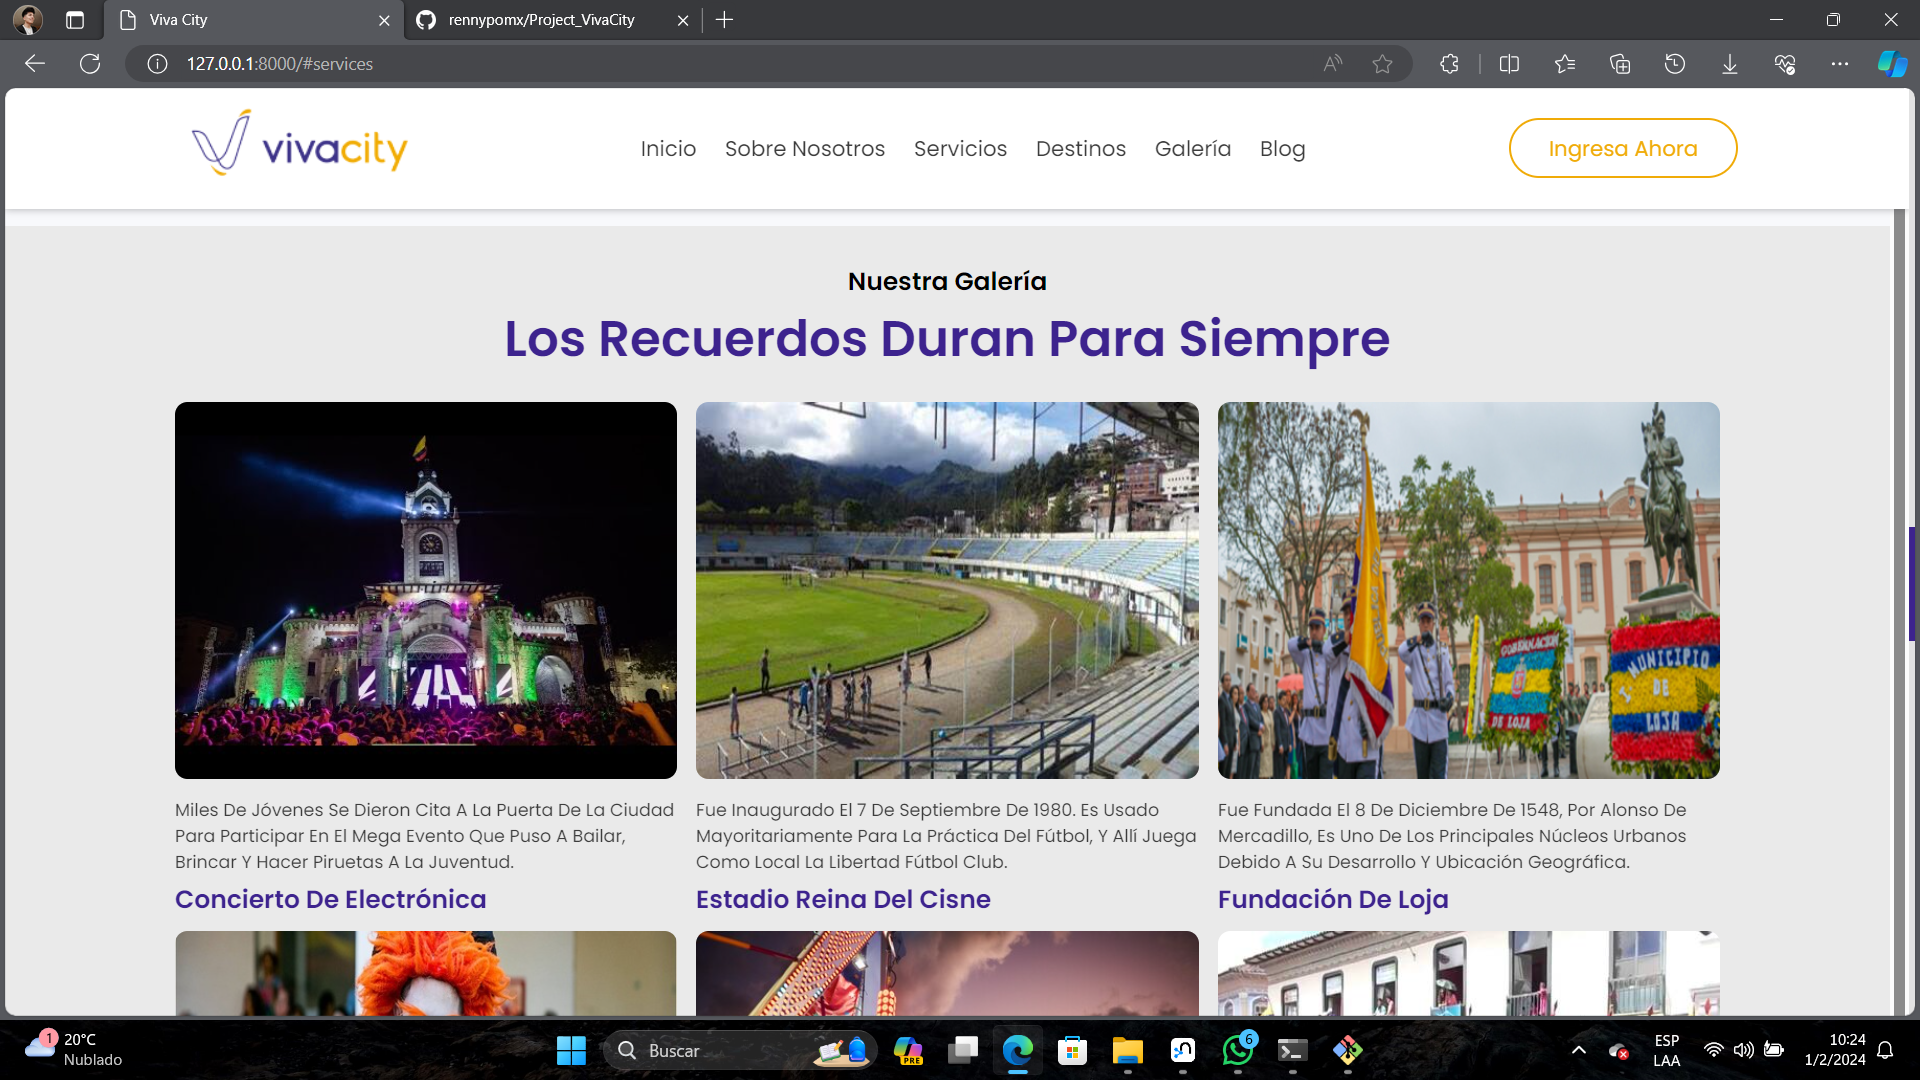 Viva City
rennypomx/Project_VivaCity
127.0.0.1:8000/#services
vivacity
Inicio
Sobre Nosotros
Servicios
Destinos
Galería
Blog
Ingresa Ahora
Nuestra Galería
Los Recuerdos Duran Para Siempre
GOBERNACIÓN
DE LOJA
I. MUNICIPIO
DE
LOJA
Miles De Jóvenes Se Dieron Cita A La Puerta De La Ciudad
Para Participar En El Mega Evento Que Puso A Bailar,
Brincar Y Hacer Piruetas A La Juventud.
Concierto De Electrónica
Fue Inaugurado El 7 De Septiembre De 1980. Es Usado
Mayoritariamente Para La Práctica Del Fútbol, Y Allí Juega
Como Local La Libertad Fútbol Club.
Estadio Reina Del Cisne
Fue Fundada El 8 De Diciembre De 1548, Por Alonso De
Mercadillo, Es Uno De Los Principales Núcleos Urbanos
Debido A Su Desarrollo Y Ubicación Geográfica.
Fundación De Loja
1
20°C
Nublado
Buscar
PRE
6
ESP
LAA
10:24
1/2/2024